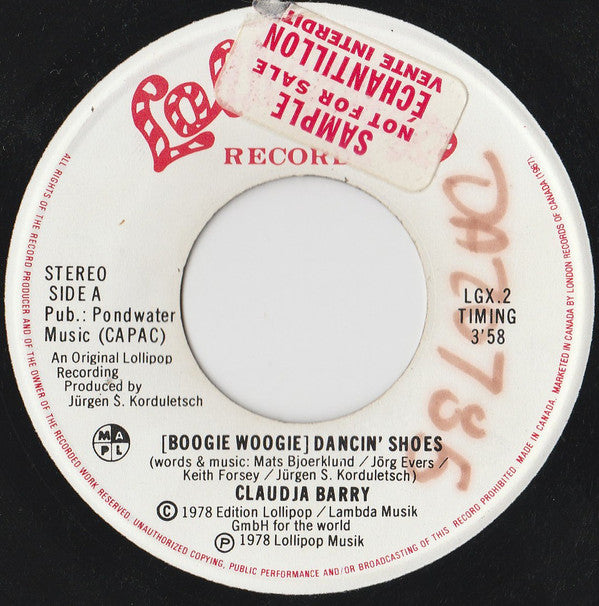 Lol
RECORD
SAMPLE
NOT FOR SALE
ÉCHANTILLON
VENTE INTERDIT
STEREO
SIDE A
Pub.: Pondwater
Music (CAPAC)
An Original Lollipop
Recording
Produced by
Jürgen S. Korduletsch
LGX.2
TIMING
3'58
MAPL
[BOOGIE WOOGIE] DANCIN' SHOES
(words & music: Mats Bjoerklund / Jörg Evers /
Keith Forsey / Jürgen S. Korduletsch)
CLAUDJA BARRY
© 1978 Edition Lollipop / Lambda Musik
GmbH for the world
℗ 1978 Lollipop Musik
ALL RIGHTS OF THE RECORD PRODUCER AND OF THE OWNER OF THE RECORDED WORK RESERVED. UNAUTHORIZED COPYING, PUBLIC PERFORMANCE AND/OR BROADCASTING OF THIS RECORD PROHIBITED. MADE IN CANADA. MARKETED IN CANADA BY LONDON RECORDS OF CANADA (1967).